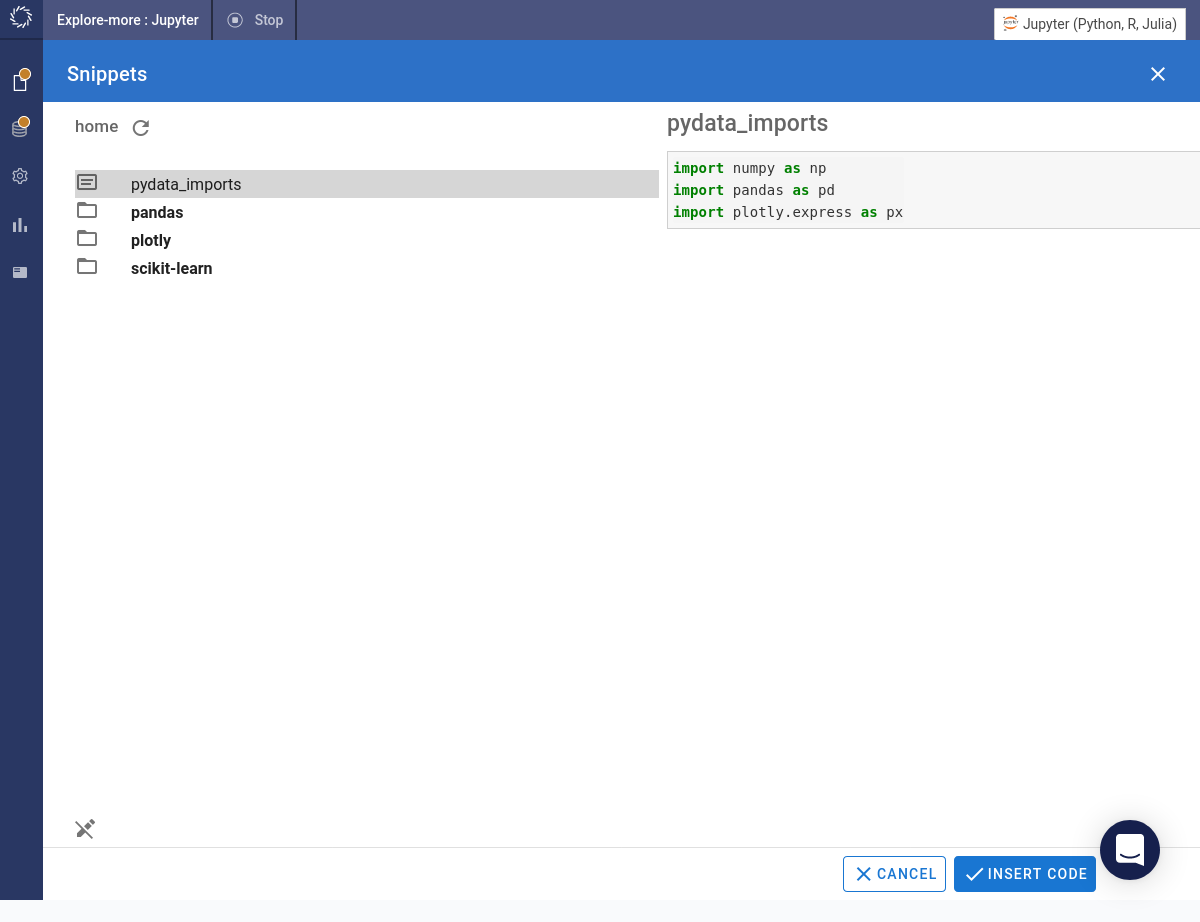 Explore-more : Jupyter
Stop
Jupyter (Python, R, Julia)
Snippets
home
pydata_imports
pandas
plotly
scikit-learn
pydata_imports
import numpy as np
import pandas as pd
import plotly.express as px
CANCEL
INSERT CODE